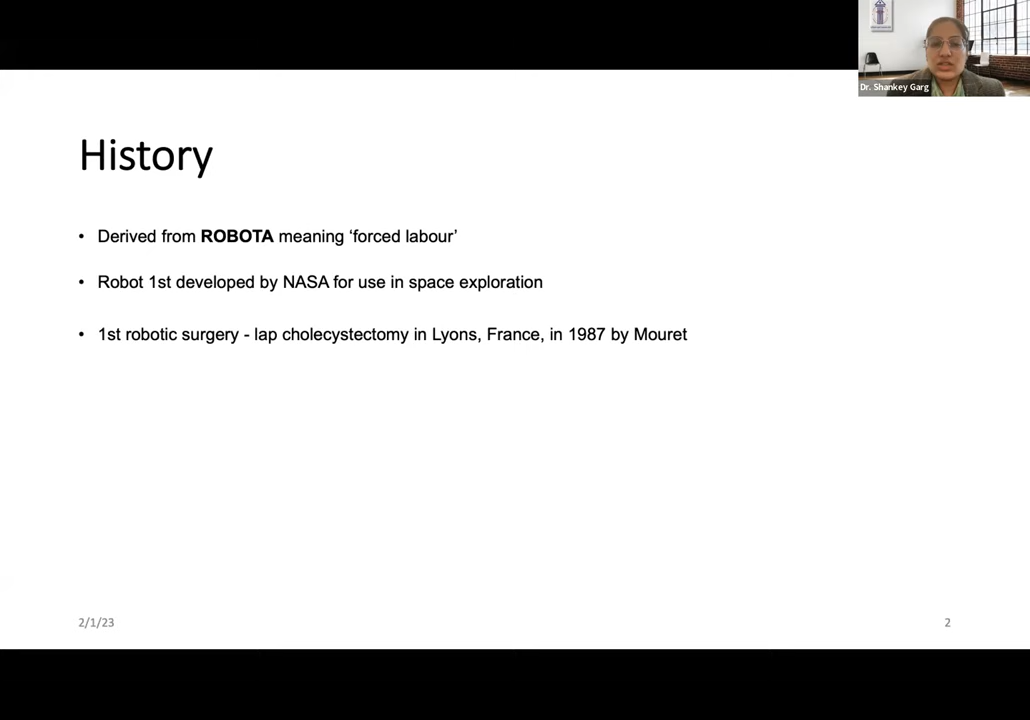 Dr. Shankey Garg
History
• Derived from ROBOTA meaning ‘forced labour’
• Robot 1st developed by NASA for use in space exploration
• 1st robotic surgery - lap cholecystectomy in Lyons, France, in 1987 by Mouret
2/1/23
2